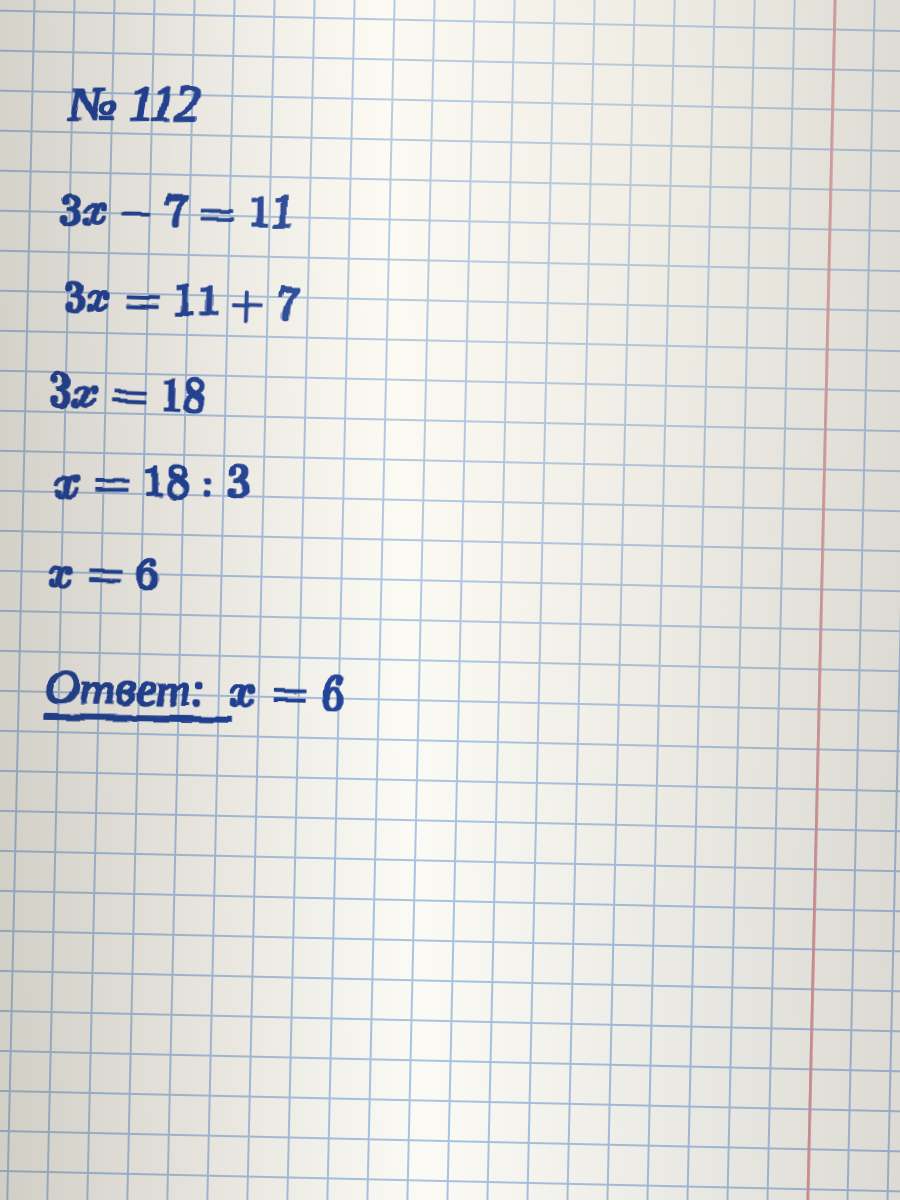 № 112
3x − 7 = 11
3x = 11 + 7
3x = 18
x = 18 : 3
x = 6
Ответ: x = 6